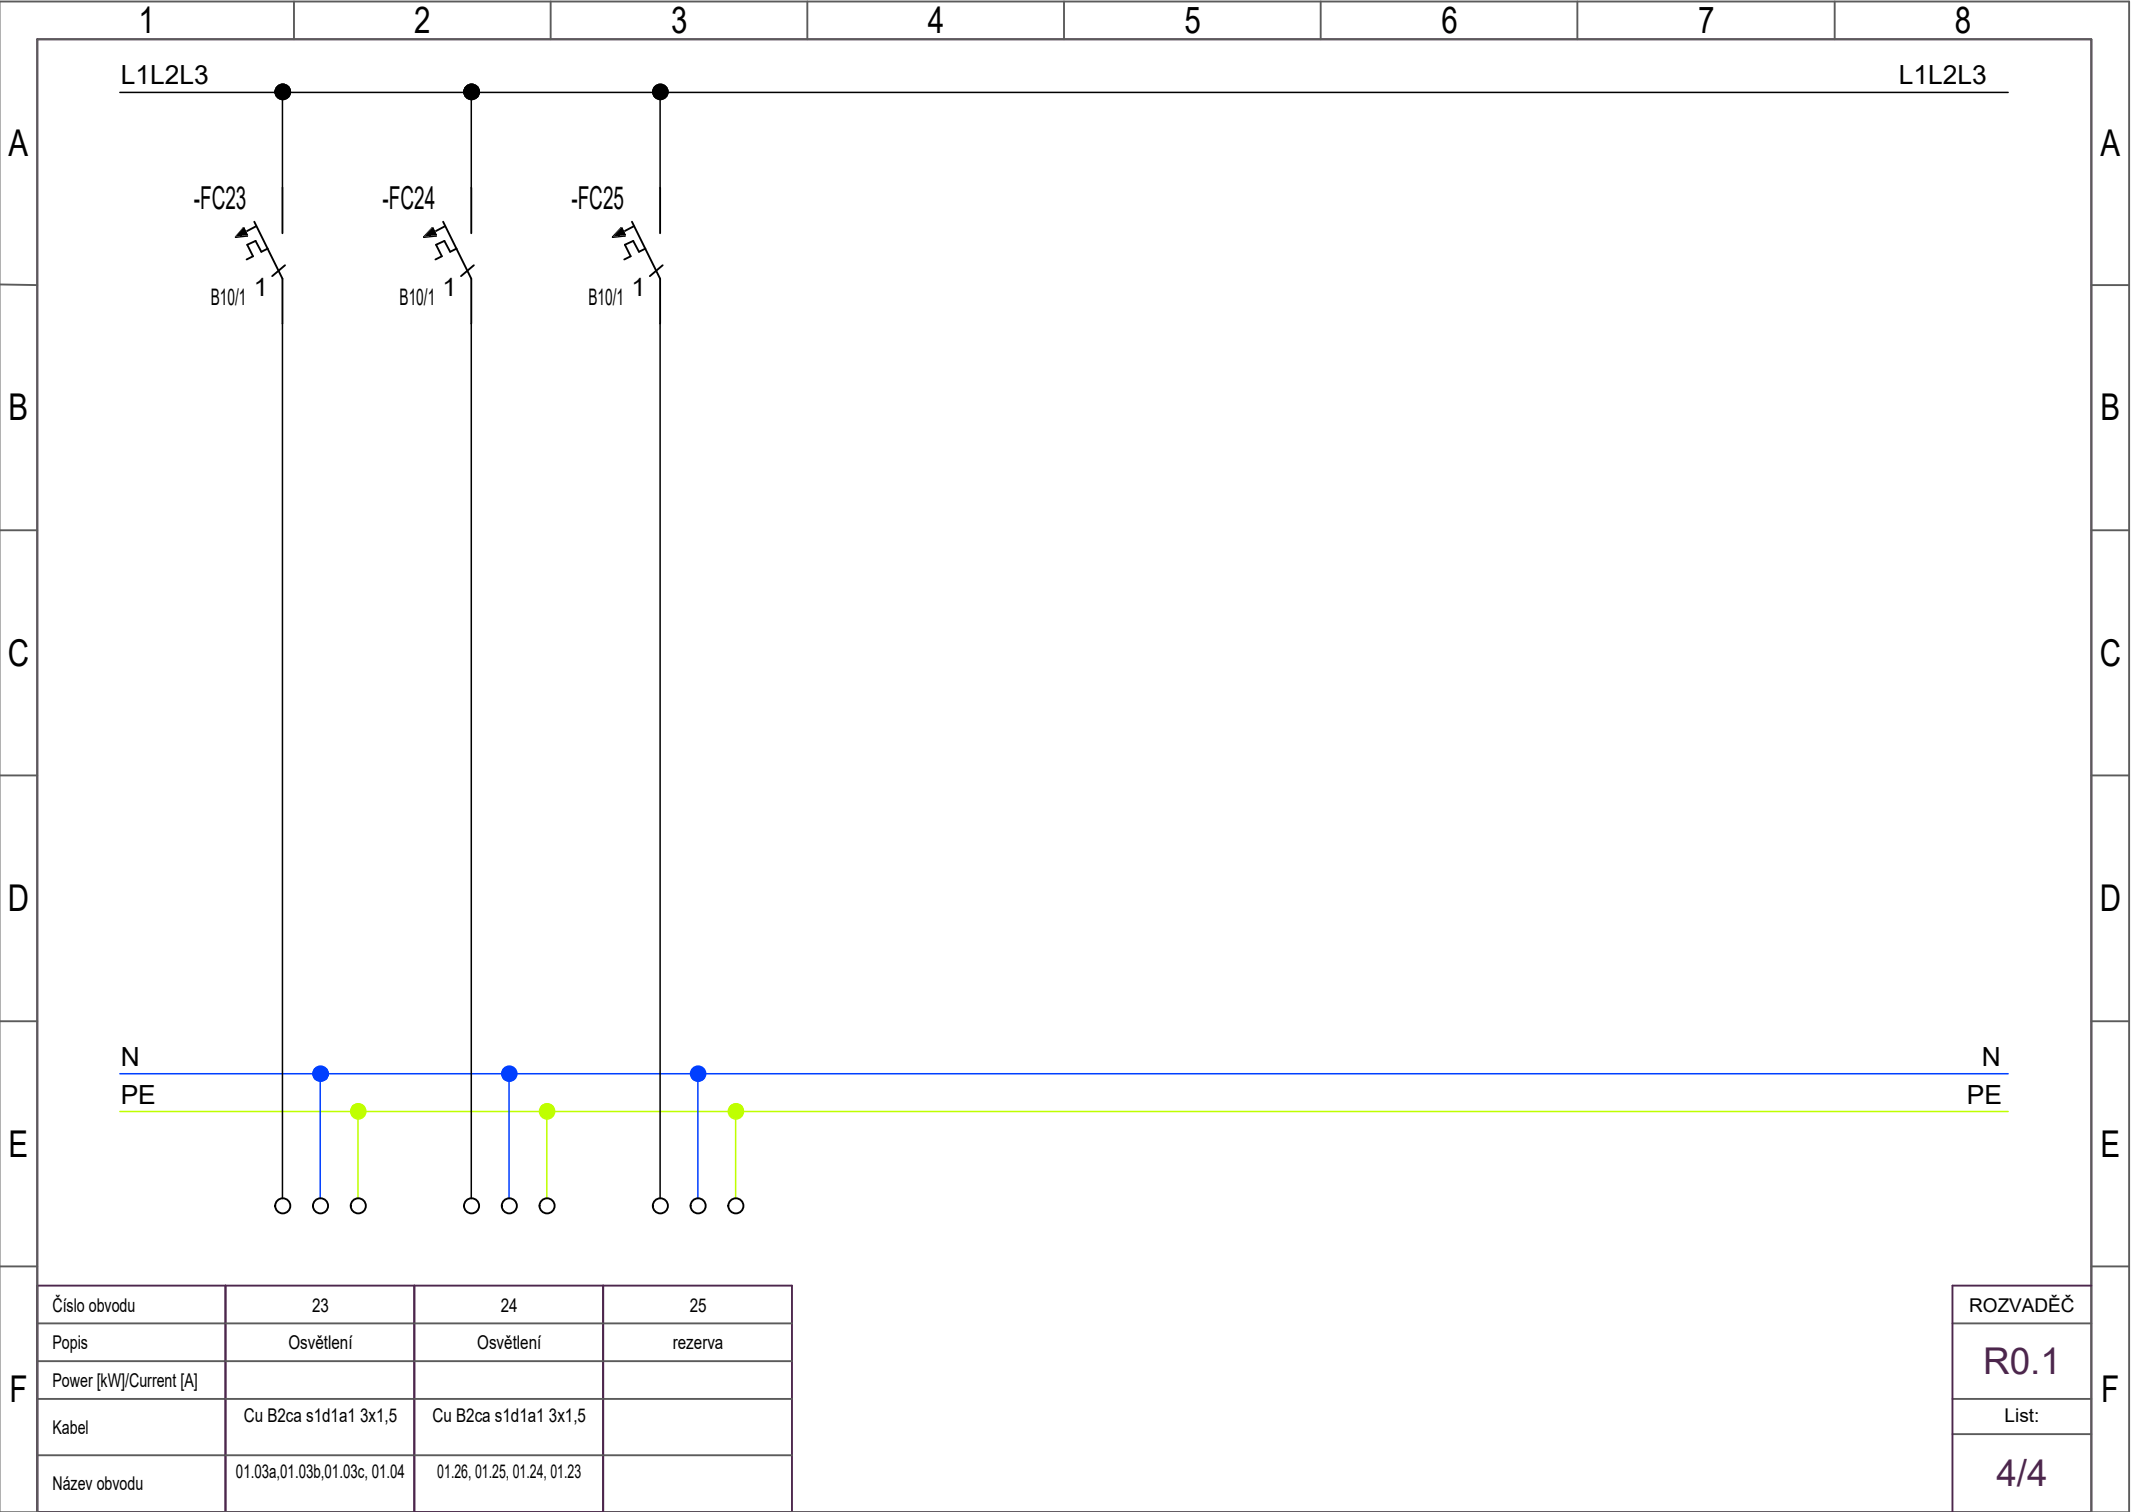 1 2 3 4 5 6 7 8
L1L2L3 L1L2L3
A A
-FC23 -FC24 -FC25
B10/1 1 B10/1 1 B10/1 1
B B
C C
D D
N N
PE PE
E E
Číslo obvodu 23 24 25
Popis Osvětlení Osvětlení rezerva
Power [kW]/Current [A]
Kabel Cu B2ca s1d1a1 3x1,5 Cu B2ca s1d1a1 3x1,5
Název obvodu 01.03a,01.03b,01.03c, 01.04 01.26, 01.25, 01.24, 01.23
F F
ROZVADĚČ
R0.1
List:
4/4